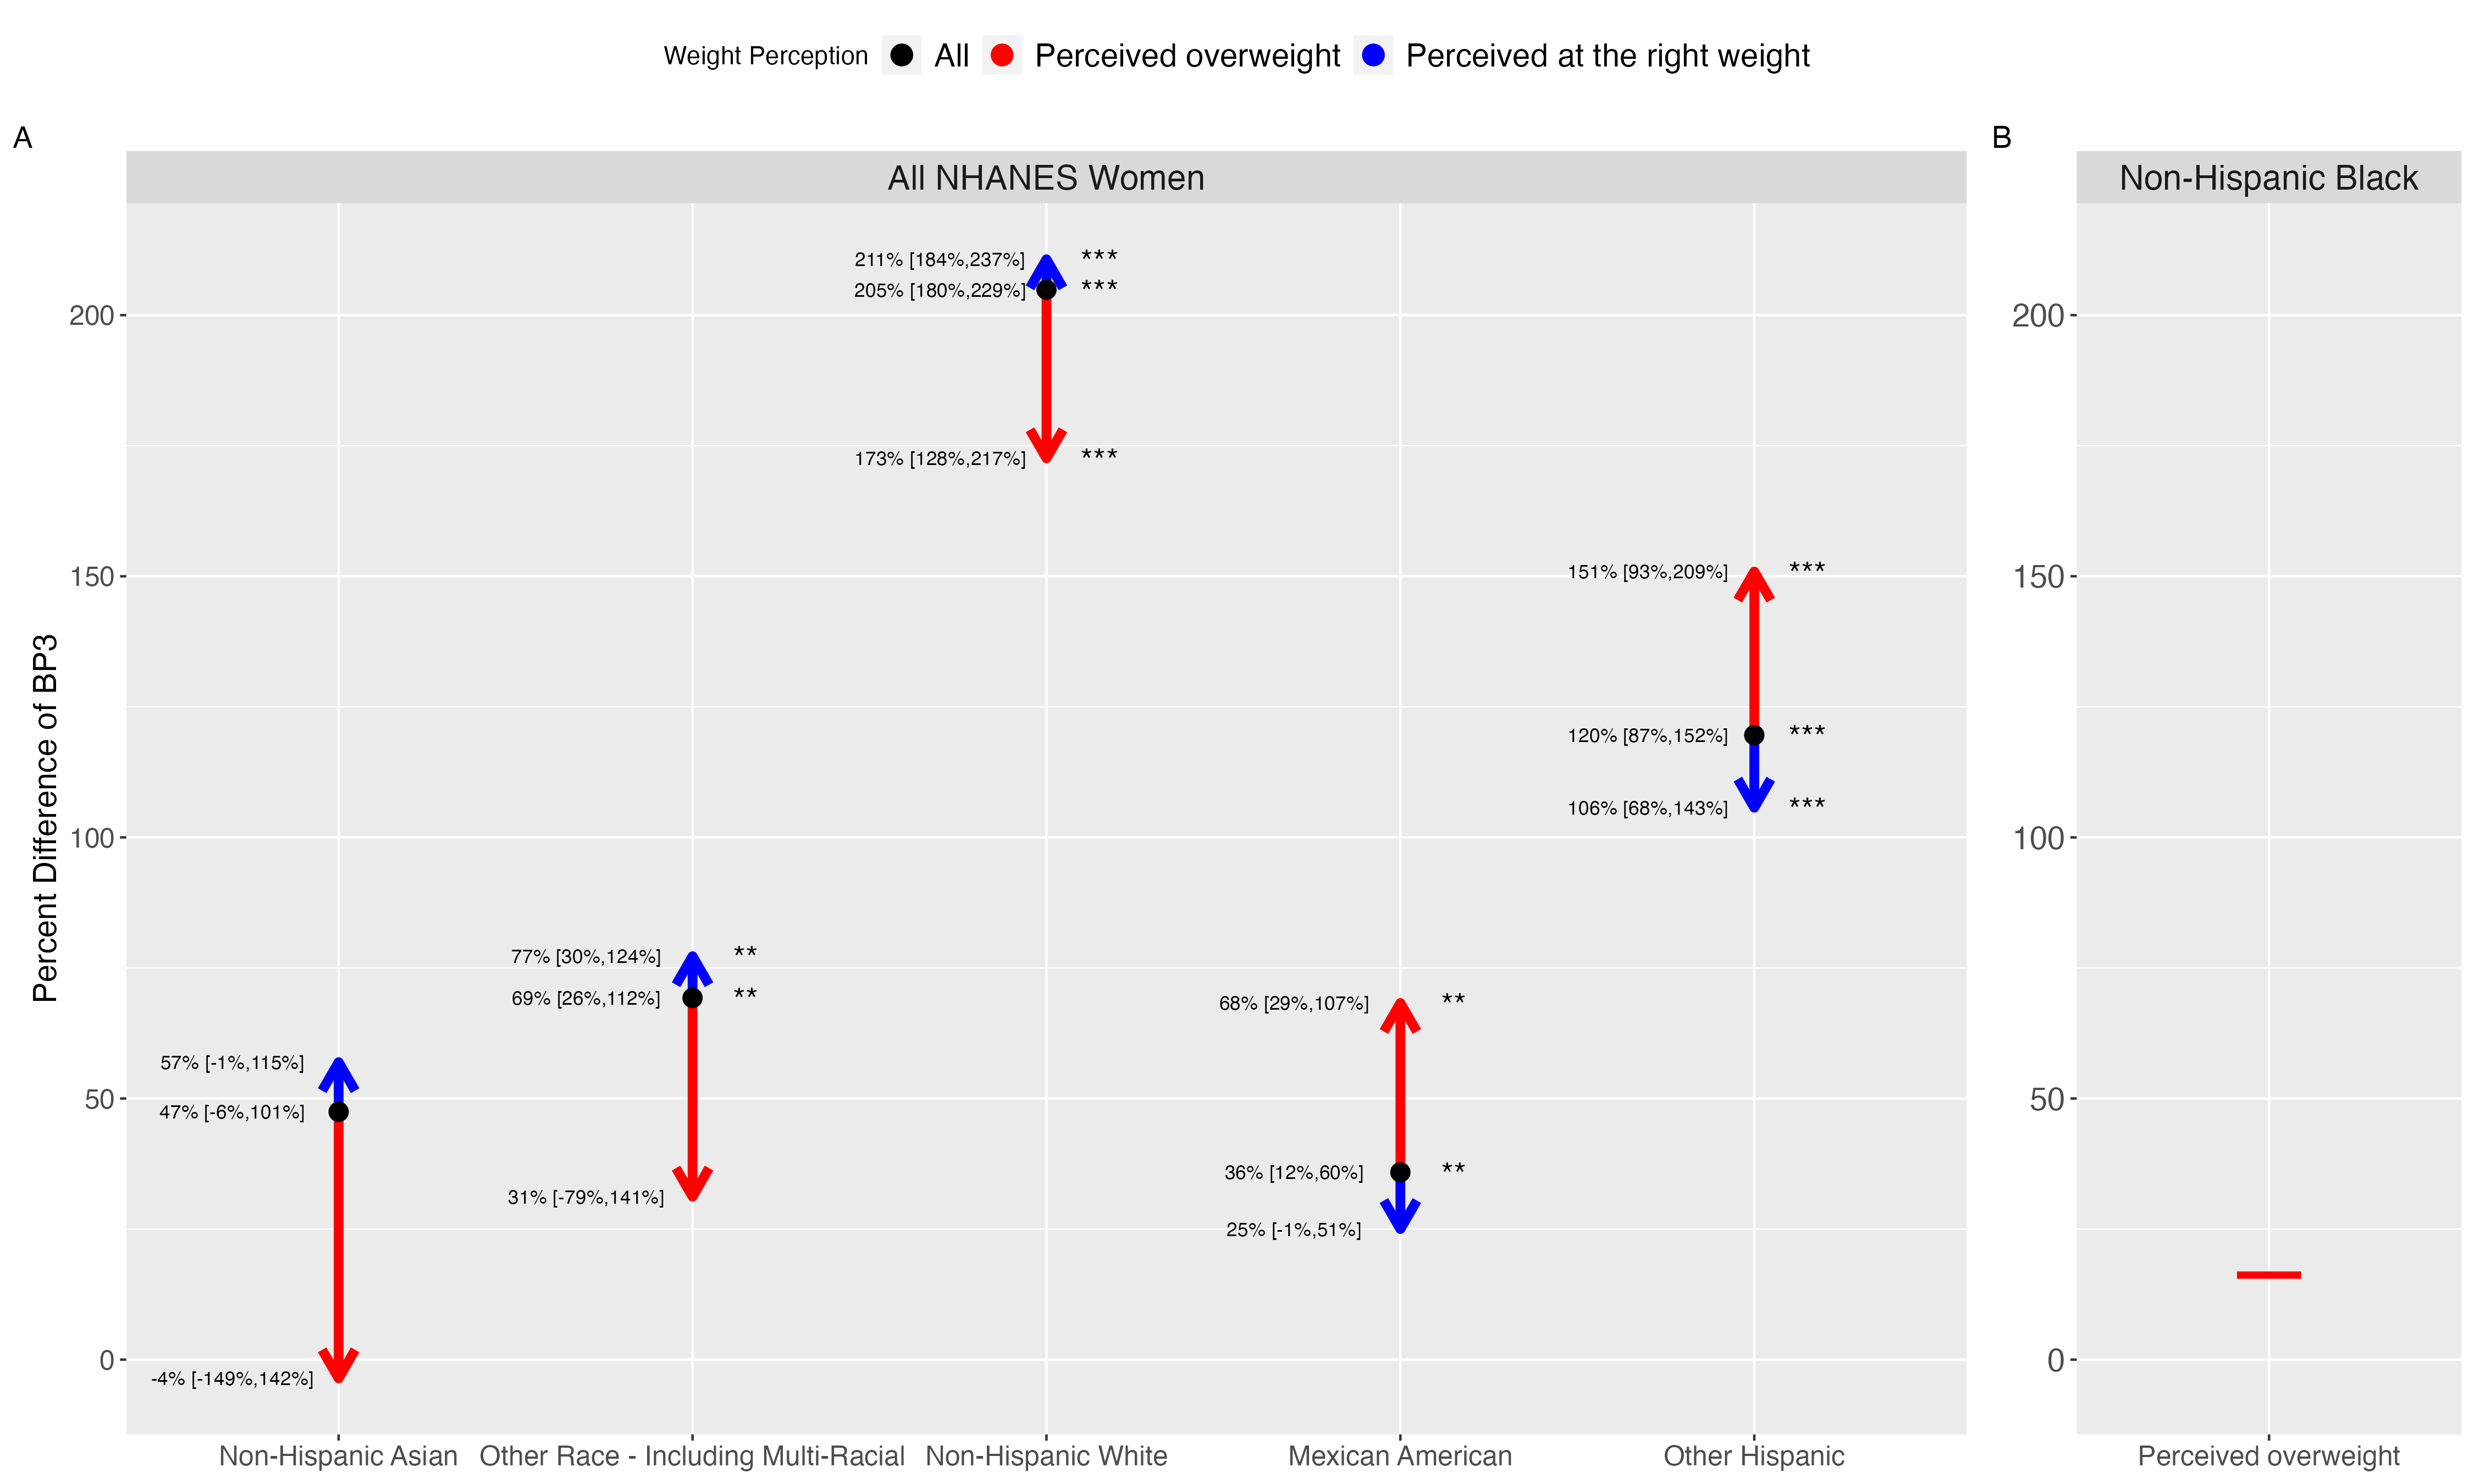 Weight Perception All Perceived overweight Perceived at the right weight
A
B
All NHANES Women
Non-Hispanic Black
Percent Difference of BP3
200
150
100
50
0
211% [184%,237%] ***
205% [180%,229%] ***
173% [128%,217%] ***
151% [93%,209%] ***
120% [87%,152%] ***
106% [68%,143%] ***
77% [30%,124%] **
69% [26%,112%] **
31% [-79%,141%]
68% [29%,107%] **
36% [12%,60%] **
25% [-1%,51%]
57% [-1%,115%]
47% [-6%,101%]
-4% [-149%,142%]
Non-Hispanic Asian
Other Race - Including Multi-Racial
Non-Hispanic White
Mexican American
Other Hispanic
200
150
100
50
0
Perceived overweight